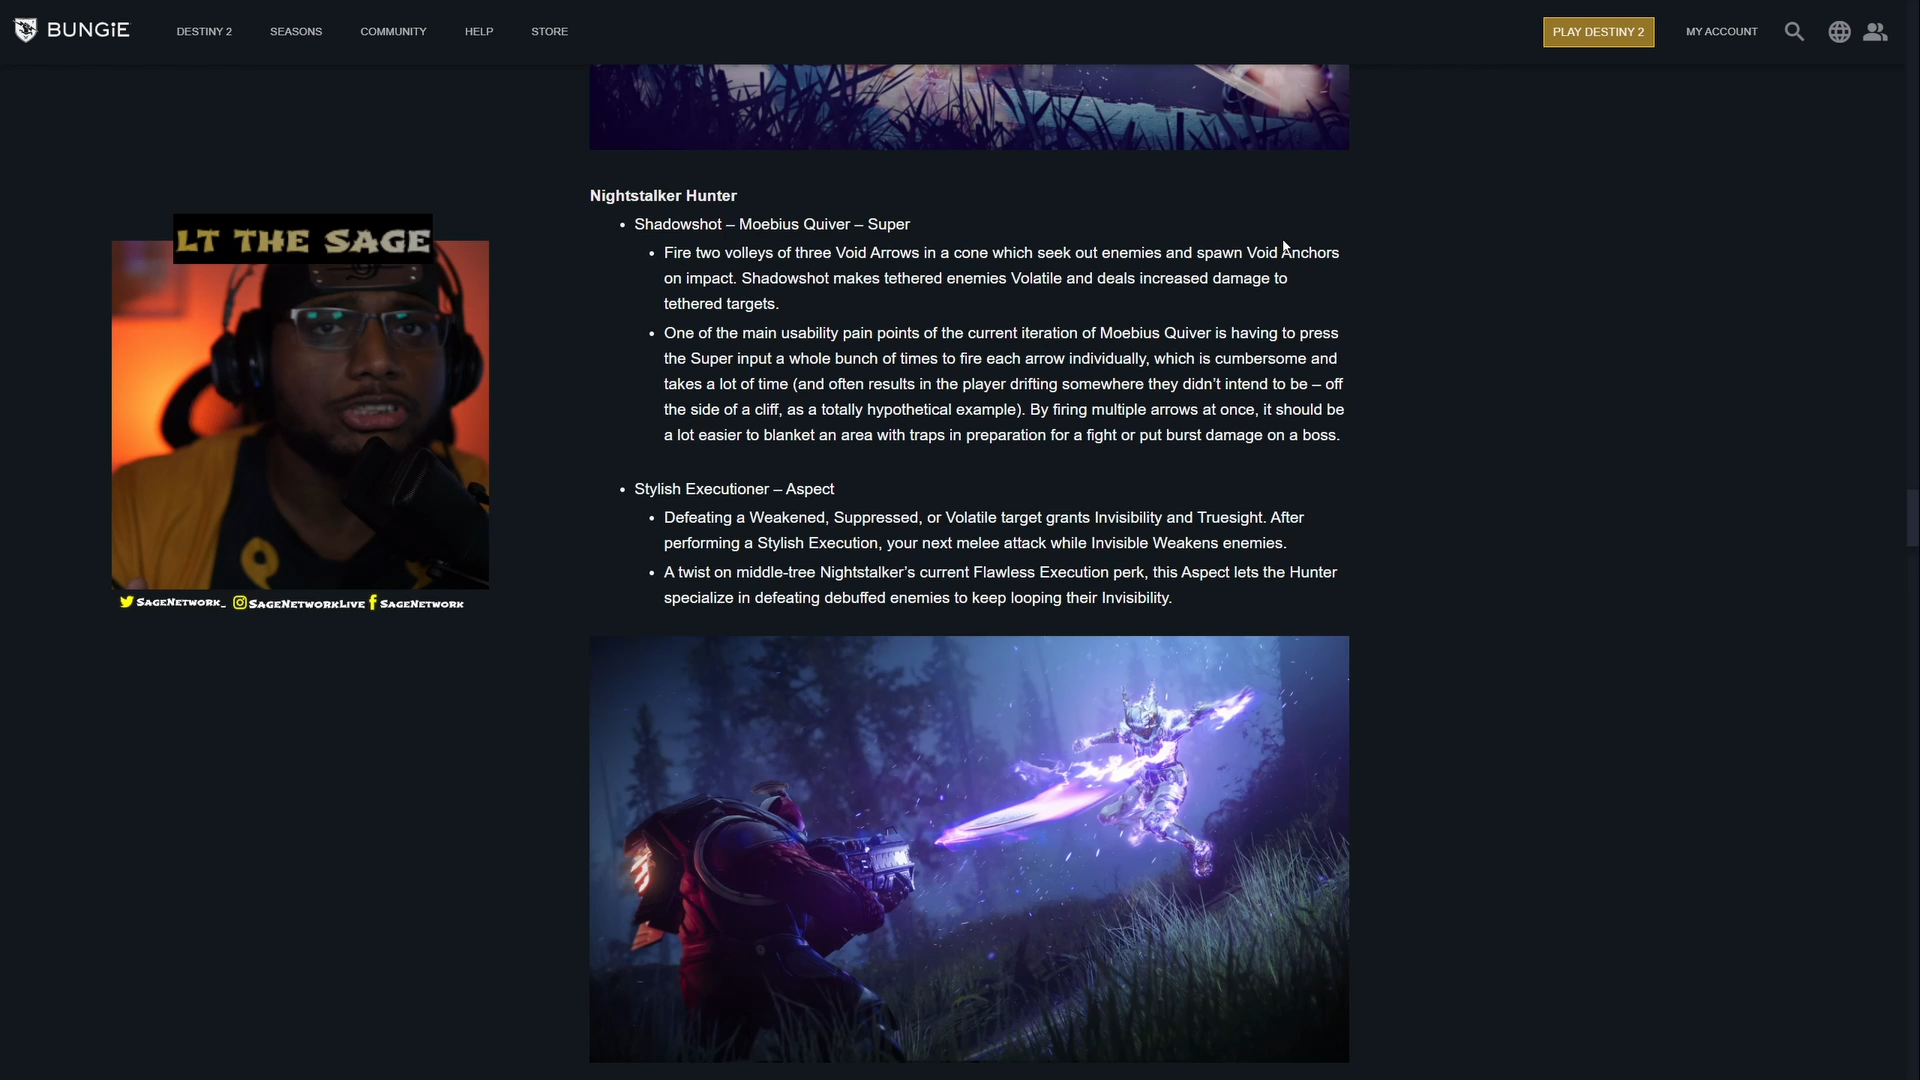 BUNGiE
DESTINY 2
SEASONS
COMMUNITY
HELP
STORE
PLAY DESTINY 2
MY ACCOUNT
Nightstalker Hunter
• Shadowshot – Moebius Quiver – Super
• Fire two volleys of three Void Arrows in a cone which seek out enemies and spawn Void Anchors
on impact. Shadowshot makes tethered enemies Volatile and deals increased damage to
tethered targets.
• One of the main usability pain points of the current iteration of Moebius Quiver is having to press
the Super input a whole bunch of times to fire each arrow individually, which is cumbersome and
takes a lot of time (and often results in the player drifting somewhere they didn’t intend to be – off
the side of a cliff, as a totally hypothetical example). By firing multiple arrows at once, it should be
a lot easier to blanket an area with traps in preparation for a fight or put burst damage on a boss.
• Stylish Executioner – Aspect
• Defeating a Weakened, Suppressed, or Volatile target grants Invisibility and Truesight. After
performing a Stylish Execution, your next melee attack while Invisible Weakens enemies.
• A twist on middle-tree Nightstalker’s current Flawless Execution perk, this Aspect lets the Hunter
specialize in defeating debuffed enemies to keep looping their Invisibility.
LT THE SAGE
SAGENETWORK_ SAGENETWORKLIVE SAGENETWORK